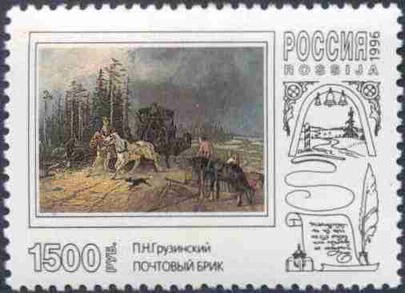 РОССИЯ
ROSSIJA
1996
1500 РУБ.
П.Н.Грузинский
ПОЧТОВЫЙ БРИК